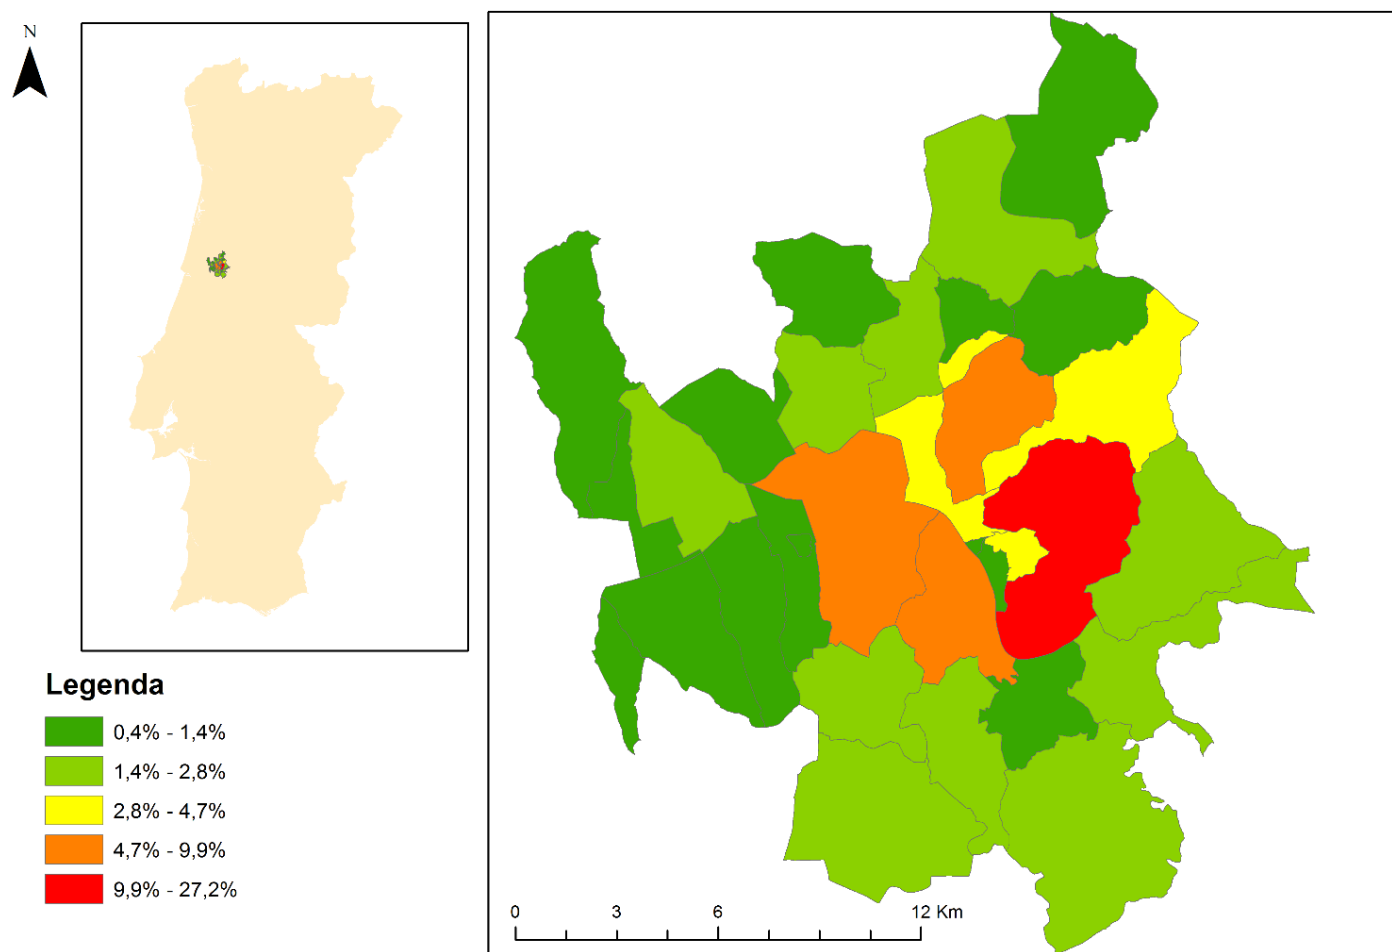 N
Legenda
0,4% - 1,4%
1,4% - 2,8%
2,8% - 4,7%
4,7% - 9,9%
9,9% - 27,2%
0 3 6 12 Km